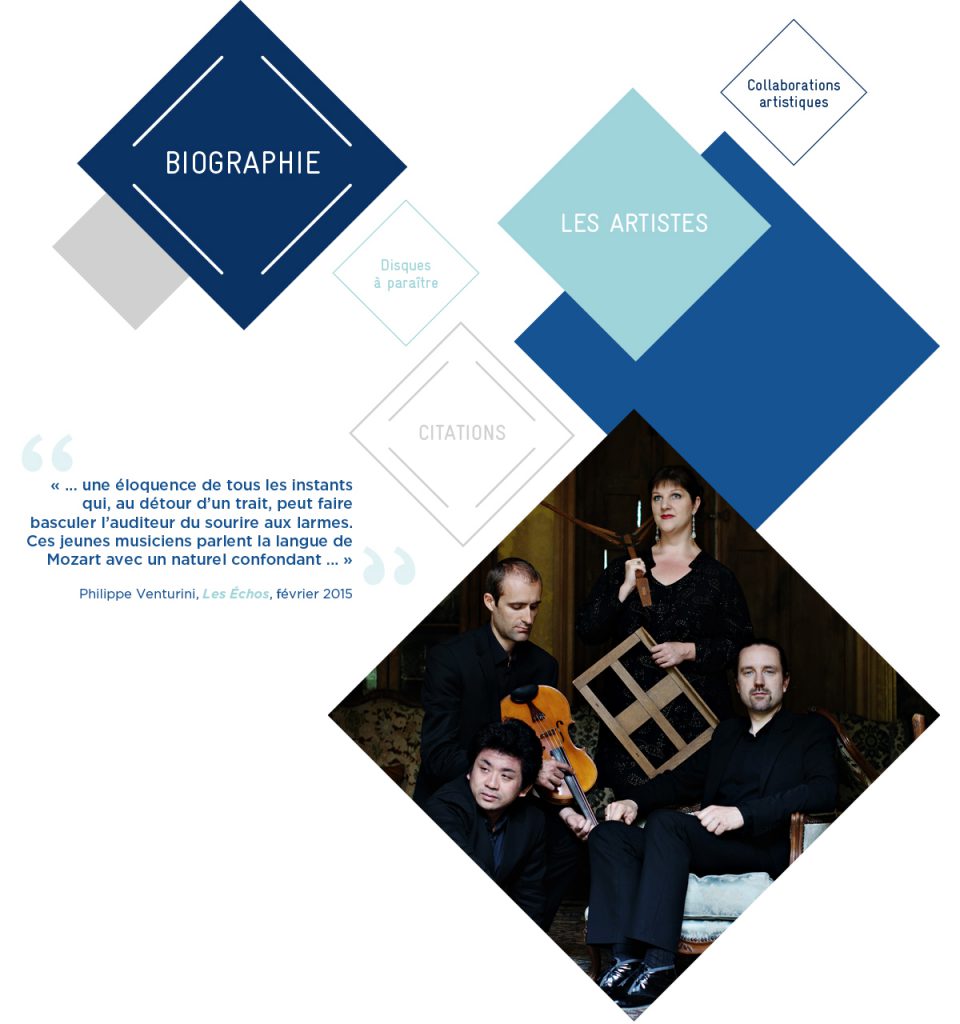 Collaborations
artistiques
BIOGRAPHIE
LES ARTISTES
Disques
à paraître
CITATIONS
“
« ... une éloquence de tous les instants
qui, au détour d’un trait, peut faire
basculer l’auditeur du sourire aux larmes.
Ces jeunes musiciens parlent la langue de
Mozart avec un naturel confondant ... »
”
Philippe Venturini, Les Échos, février 2015